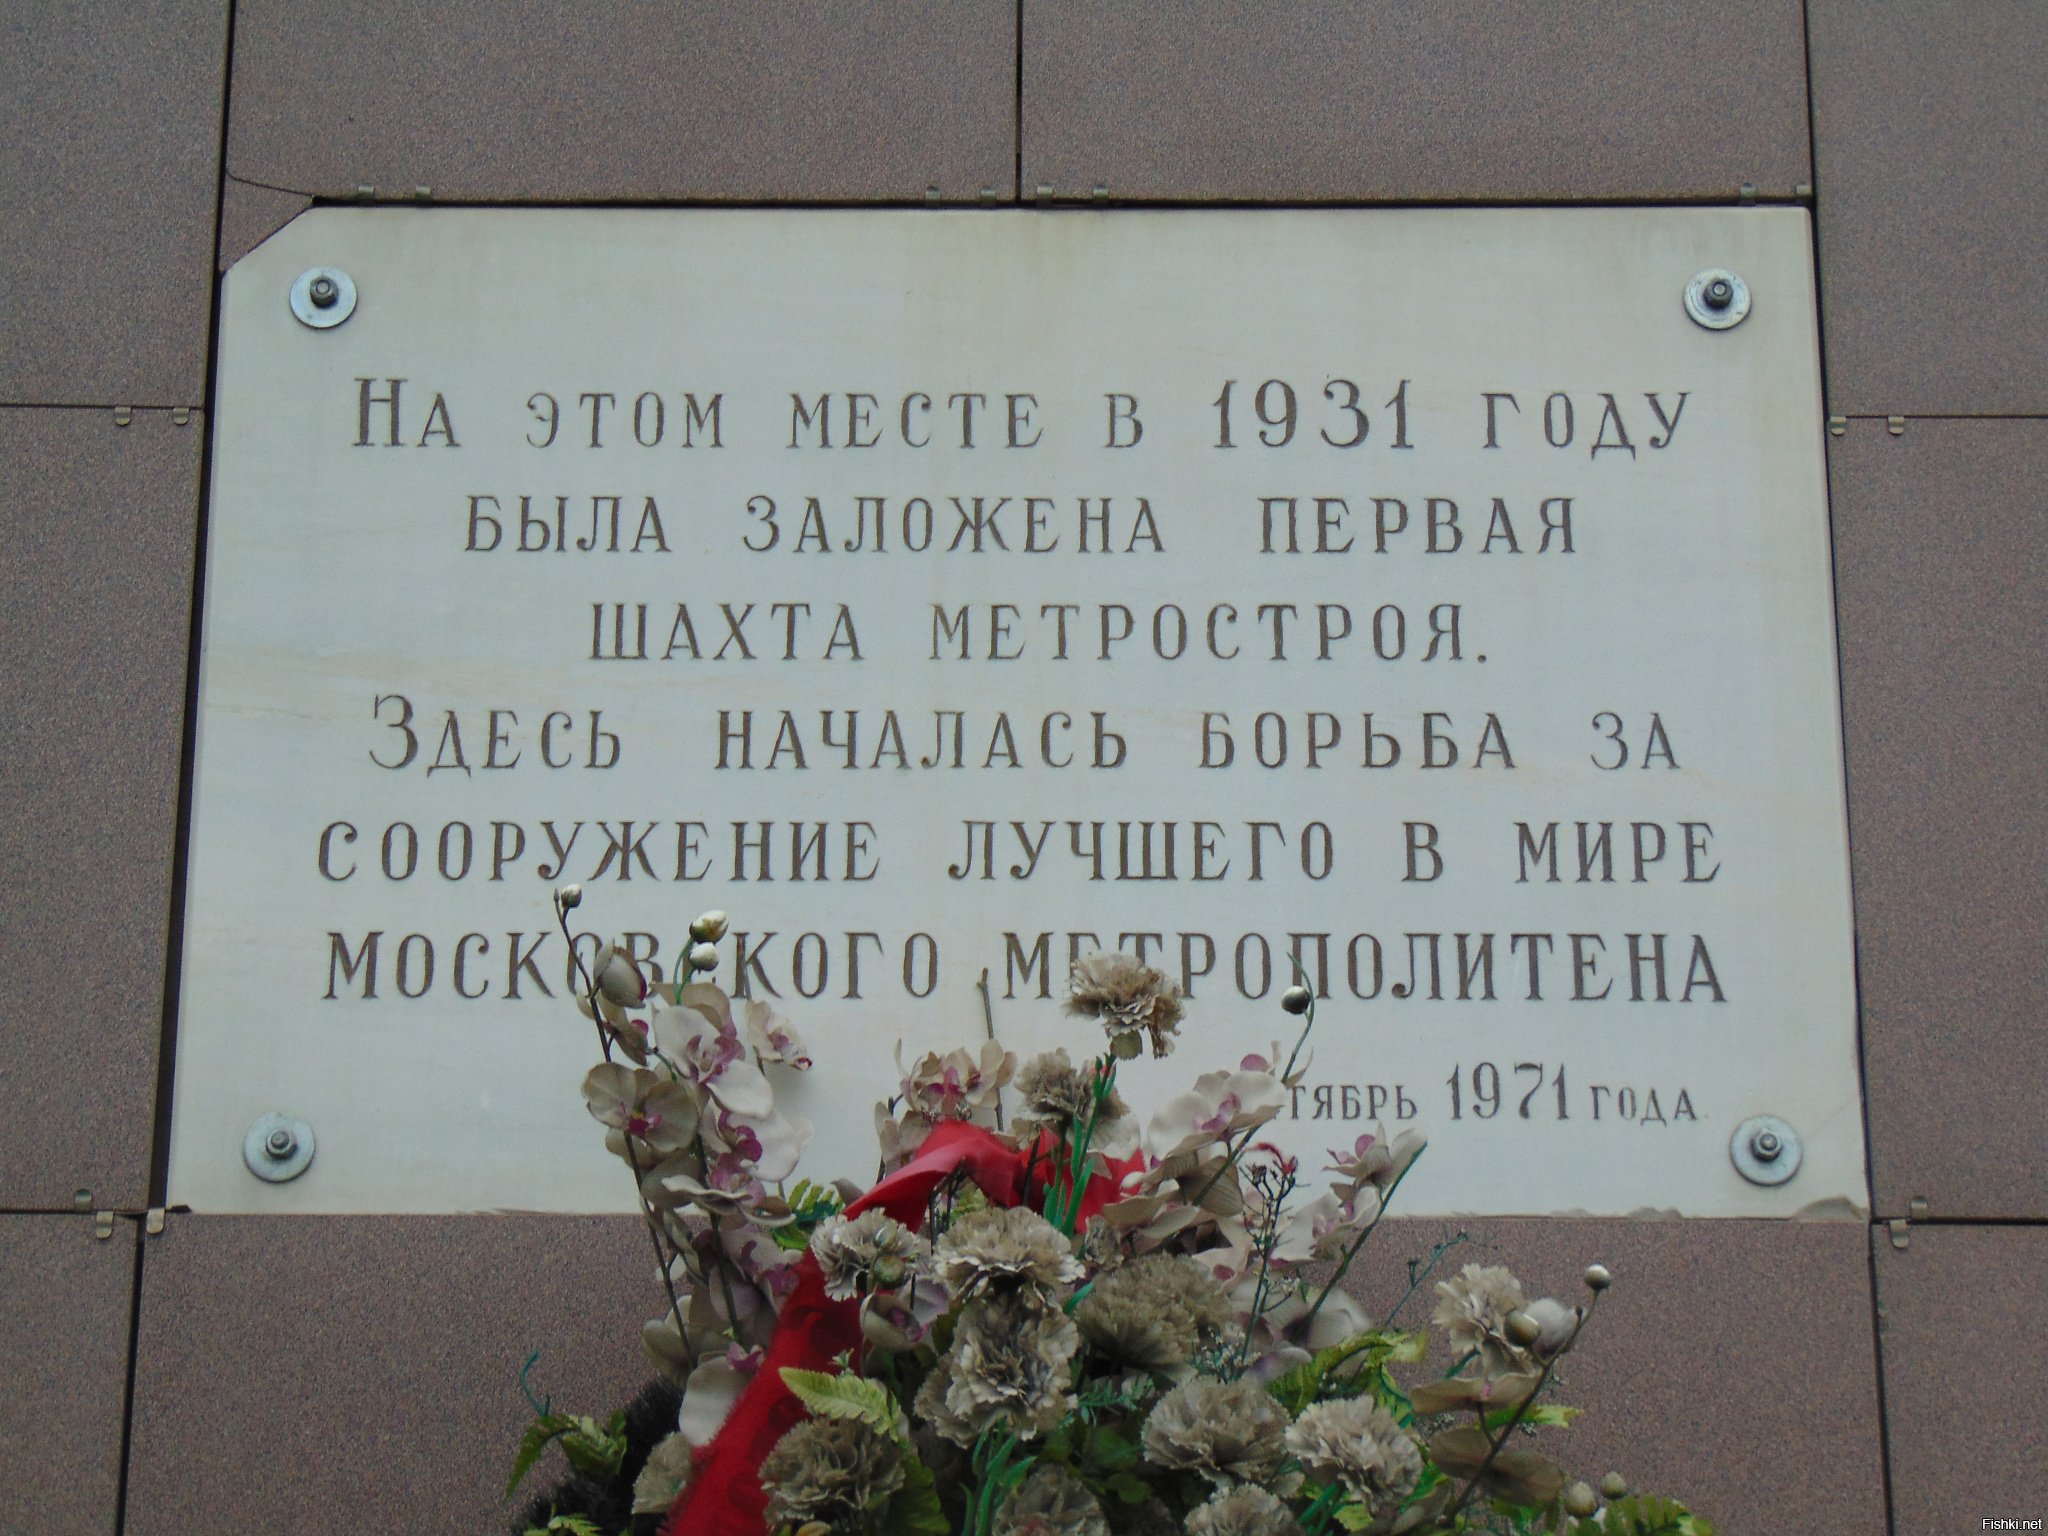 На этом месте в 1931 году
была заложена первая
шахта метростроя.
Здесь началась борьба за
сооружение лучшего в мире
московского метрополитена
1971 года.
Fishki.net